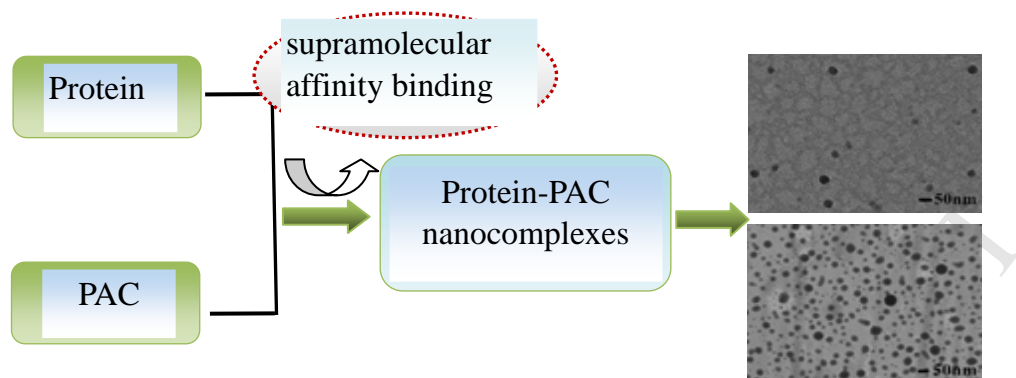 supramolecular
affinity binding
Protein
Protein-PAC
nanocomplexes
PAC
50nm
50nm